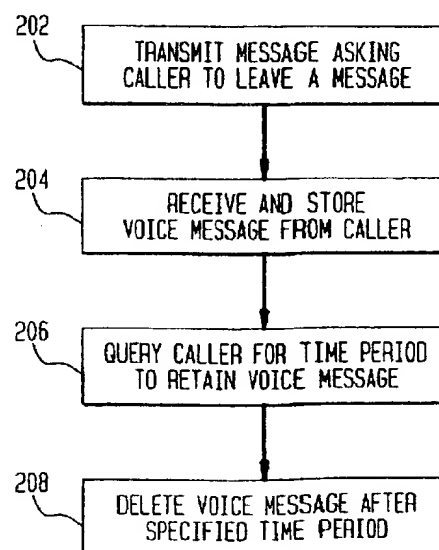 202
TRANSMIT MESSAGE ASKING
CALLER TO LEAVE A MESSAGE
204
RECEIVE AND STORE
VOICE MESSAGE FROM CALLER
206
QUERY CALLER FOR TIME PERIOD
TO RETAIN VOICE MESSAGE
208
DELETE VOICE MESSAGE AFTER
SPECIFIED TIME PERIOD